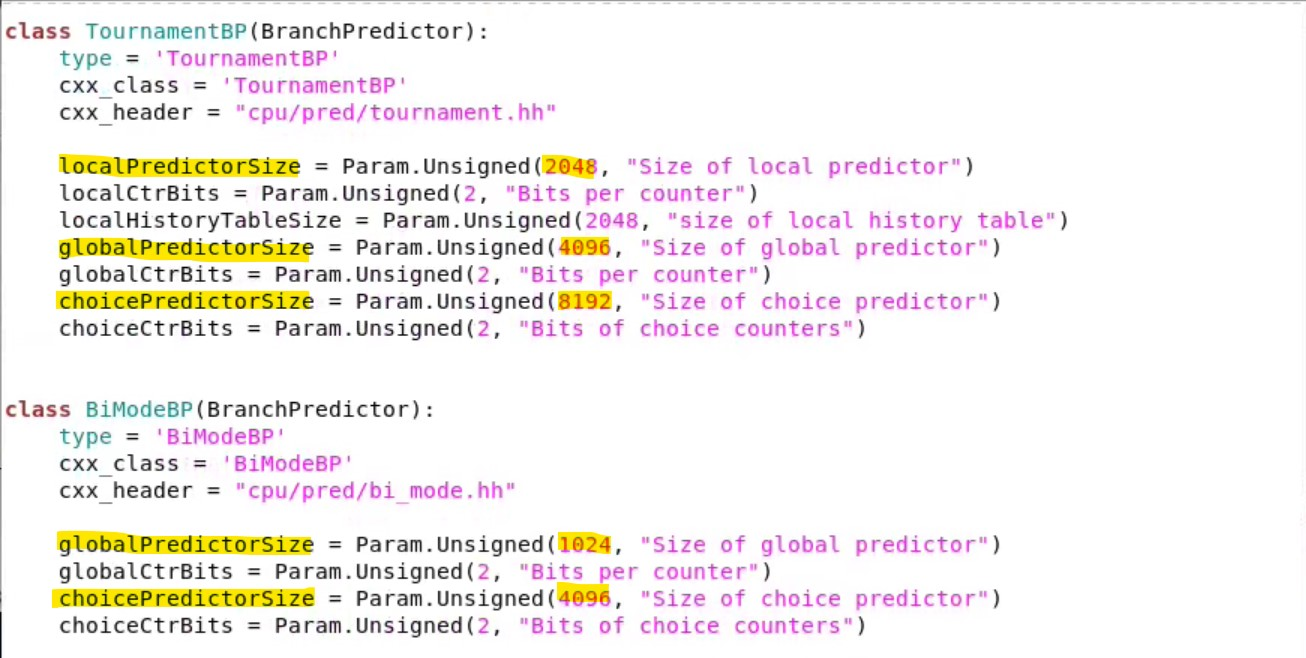 class TournamentBP(BranchPredictor):
    type = 'TournamentBP'
    cxx_class = 'TournamentBP'
    cxx_header = "cpu/pred/tournament.hh"
    localPredictorSize = Param.Unsigned(2048, "Size of local predictor")
    localCtrBits = Param.Unsigned(2, "Bits per counter")
    localHistoryTableSize = Param.Unsigned(2048, "size of local history table")
    globalPredictorSize = Param.Unsigned(4096, "Size of global predictor")
    globalCtrBits = Param.Unsigned(2, "Bits per counter")
    choicePredictorSize = Param.Unsigned(8192, "Size of choice predictor")
    choiceCtrBits = Param.Unsigned(2, "Bits of choice counters")
class BiModeBP(BranchPredictor):
    type = 'BiModeBP'
    cxx_class = 'BiModeBP'
    cxx_header = "cpu/pred/bi_mode.hh"
    globalPredictorSize = Param.Unsigned(1024, "Size of global predictor")
    globalCtrBits = Param.Unsigned(2, "Bits per counter")
    choicePredictorSize = Param.Unsigned(4096, "Size of choice predictor")
    choiceCtrBits = Param.Unsigned(2, "Bits of choice counters")